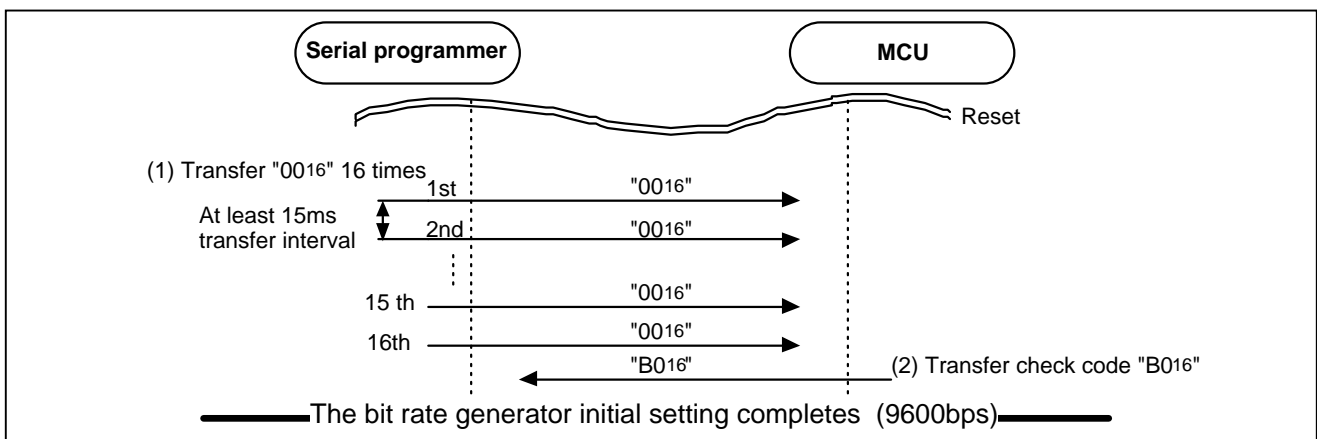 Serial programmer
MCU
Reset
(1) Transfer "0016" 16 times
1st
"0016"
At least 15ms
transfer interval
2nd
"0016"
15 th
"0016"
16th
"0016"
"B016"
(2) Transfer check code "B016"
The bit rate generator initial setting completes (9600bps)